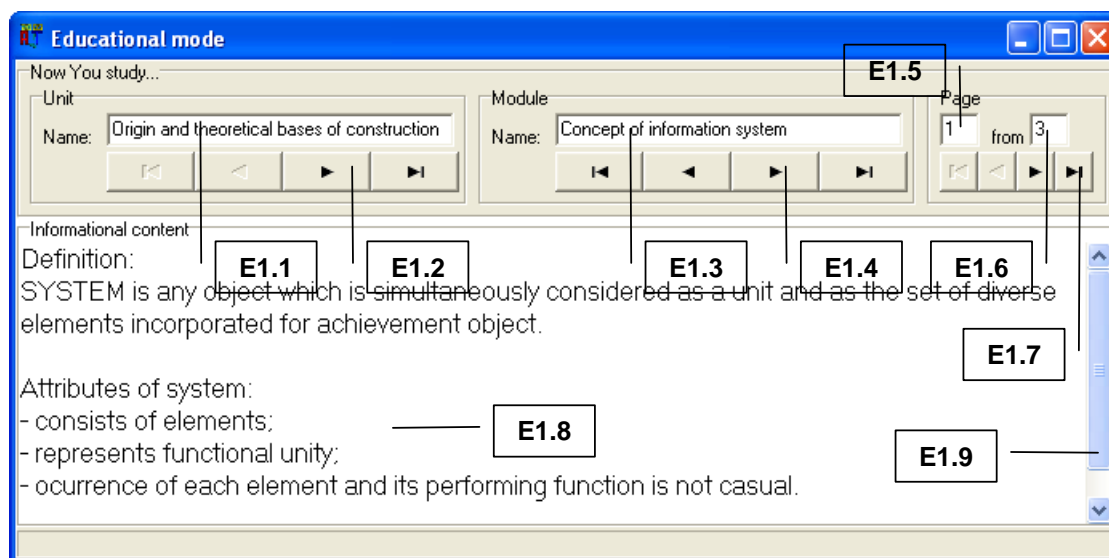 Educational mode
E1.5
Now You study...
Unit
Module
Page
Name: Origin and theoretical bases of construction
Name: Concept of information system
1 from 3
Informational content
E1.1 E1.2 E1.3 E1.4 E1.6
Definition:
SYSTEM is any object which is simultaneously considered as a unit and as the set of diverse
elements incorporated for achievement object.
E1.7
Attributes of system:
- consists of elements;
E1.8
- represents functional unity;
E1.9
- ocurrence of each element and its performing function is not casual.